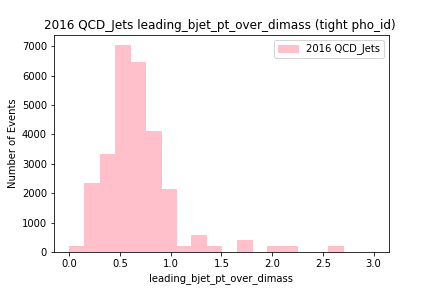 2016 QCD_Jets leading_bjet_pt_over_dimass (tight pho_id)
2016 QCD_Jets
Number of Events
7000
6000
5000
4000
3000
2000
1000
0
0.0 0.5 1.0 1.5 2.0 2.5 3.0
leading_bjet_pt_over_dimass